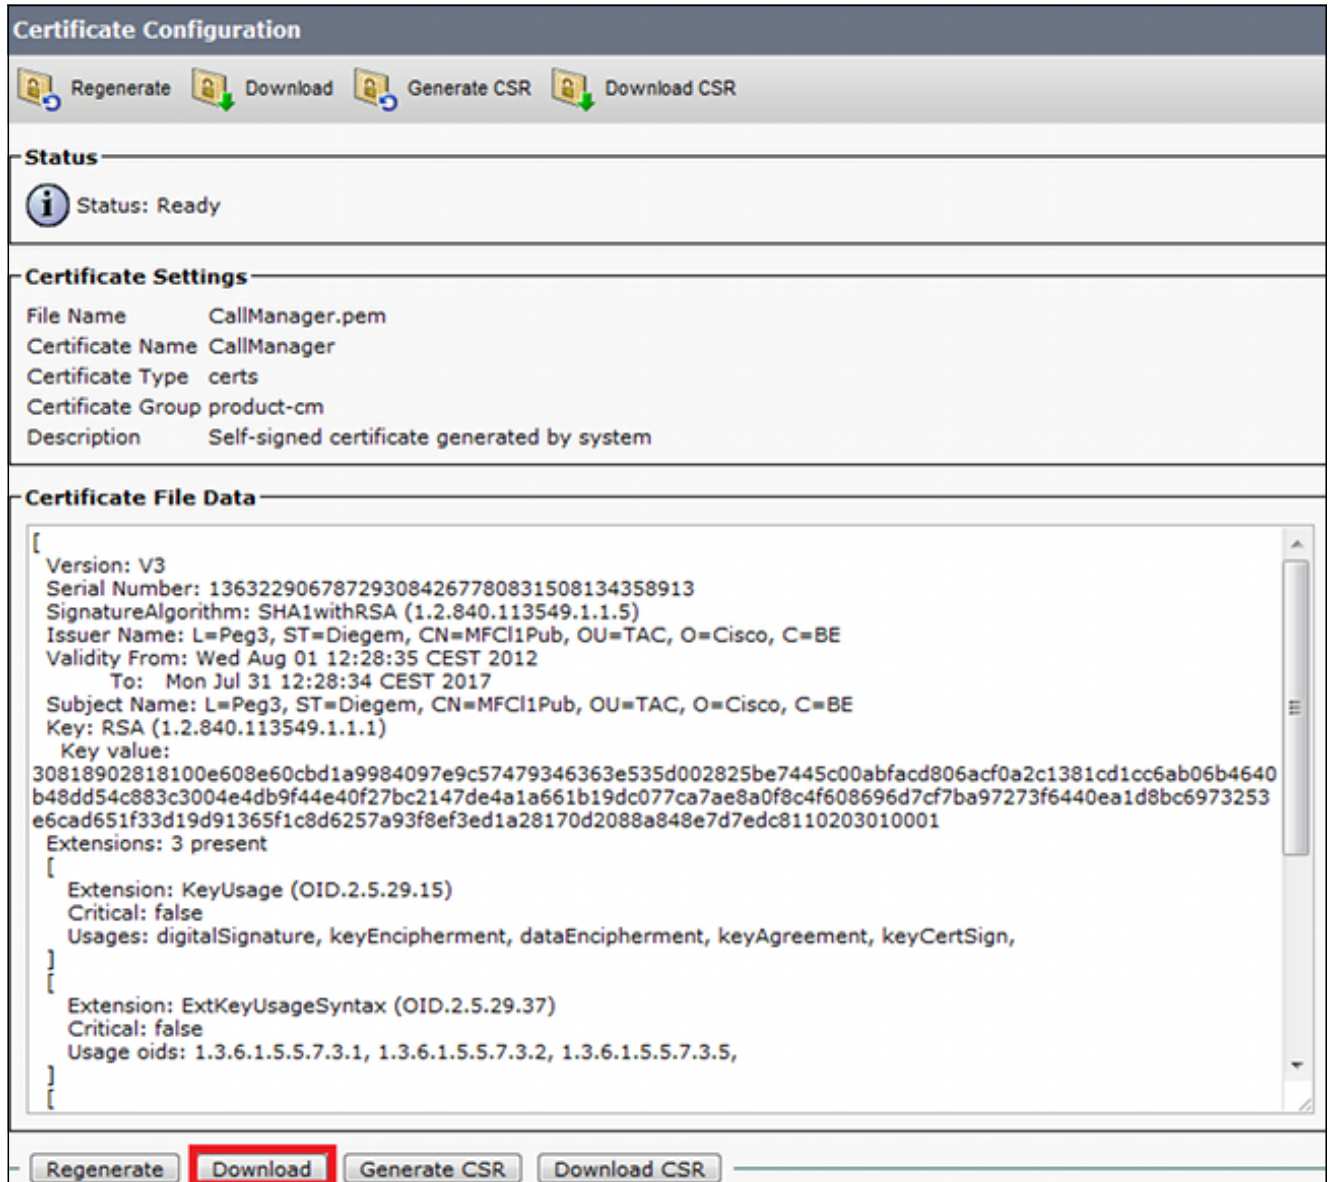 Certificate Configuration
Regenerate Download Generate CSR Download CSR
Status
Status: Ready
Certificate Settings
File Name CallManager.pem
Certificate Name CallManager
Certificate Type certs
Certificate Group product-cm
Description Self-signed certificate generated by system
Certificate File Data
[
Version: V3
Serial Number: 136322906787293084267780831508134358913
SignatureAlgorithm: SHA1withRSA (1.2.840.113549.1.1.5)
Issuer Name: L=Peg3, ST=Diegem, CN=MFCl1Pub, OU=TAC, O=Cisco, C=BE
Validity From: Wed Aug 01 12:28:35 CEST 2012
To: Mon Jul 31 12:28:34 CEST 2017
Subject Name: L=Peg3, ST=Diegem, CN=MFCl1Pub, OU=TAC, O=Cisco, C=BE
Key: RSA (1.2.840.113549.1.1.1)
Key value:
30818902818100e608e60cbd1a9984097e9c57479346363e535d002825be7445c00abfacd806acf0a2c1381cd1cc6ab06b4640
b48dd54c883c3004e4db9f44e40f27bc2147de4a1a661b19dc077ca7ae8a0f8c4f608696d7cf7ba97273f6440ea1d8bc6973253
e6cad651f33d19d91365f1c8d6257a93f8ef3ed1a28170d2088a848e7d7edc8110203010001
Extensions: 3 present
[
Extension: KeyUsage (OID.2.5.29.15)
Critical: false
Usages: digitalSignature, keyEncipherment, dataEncipherment, keyAgreement, keyCertSign,
]
[
Extension: ExtKeyUsageSyntax (OID.2.5.29.37)
Critical: false
Usage oids: 1.3.6.1.5.5.7.3.1, 1.3.6.1.5.5.7.3.2, 1.3.6.1.5.5.7.3.5,
]
[
Regenerate Download Generate CSR Download CSR